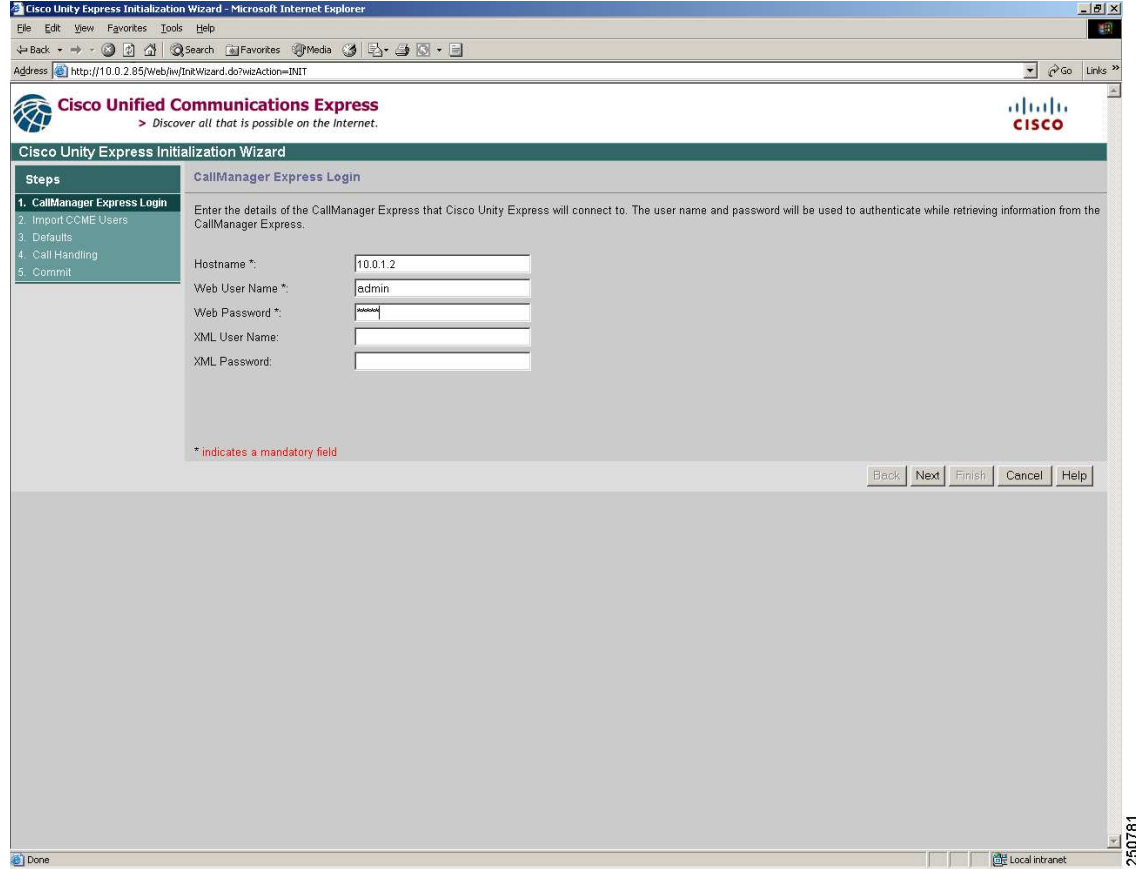 Cisco Unity Express Initialization Wizard - Microsoft Internet Explorer
File Edit View Favorites Tools Help
Back Search Favorites Media
Address http://10.0.2.85/Web/iw/InitWizard.do?wizAction=INIT Go Links »
Cisco Unified Communications Express
> Discover all that is possible on the Internet.
CISCO
Cisco Unity Express Initialization Wizard
Steps
1. CallManager Express Login
2. Import CCME Users
3. Defaults
4. Call Handling
5. Commit
CallManager Express Login
Enter the details of the CallManager Express that Cisco Unity Express will connect to. The user name and password will be used to authenticate while retrieving information from the
CallManager Express.
Hostname *: 10.0.1.2
Web User Name *: admin
Web Password *: *****
XML User Name:
XML Password:
* indicates a mandatory field
Back Next Finish Cancel Help
Done Local intranet
250781